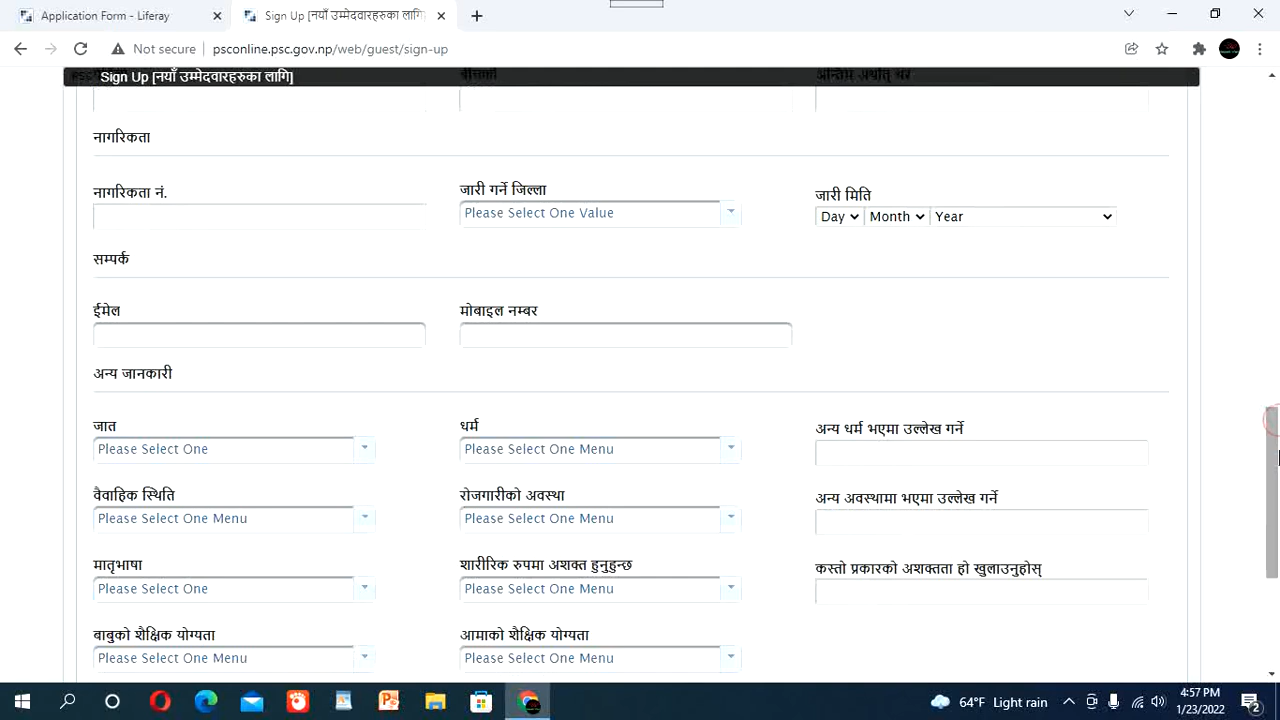 Application Form - Liferay
Sign Up [नयाँ उम्मेदवारहरुका लागि
Not secure
psconline.psc.gov.np/web/guest/sign-up
Sign Up [नयाँ उम्मेदवारहरुका लागि]
नागरिकता
नागरिकता नं. जारी गर्ने जिल्ला जारी मिति
Please Select One Value Day Month Year
सम्पर्क
ईमेल मोबाइल नम्बर
अन्य जानकारी
जात धर्म अन्य धर्म भएमा उल्लेख गर्ने
Please Select One Please Select One Menu
वैवाहिक स्थिति रोजगारीको अवस्था अन्य अवस्थामा भएमा उल्लेख गर्ने
Please Select One Menu Please Select One Menu
मातृभाषा शारीरिक रुपमा अशक्त हुनुहुन्छ कस्तो प्रकारको अशक्तता हो खुलाउनुहोस्
Please Select One Please Select One Menu
बाबुको शैक्षिक योग्यता आमाको शैक्षिक योग्यता
Please Select One Menu Please Select One Menu
64°F Light rain
4:57 PM
1/23/2022
2